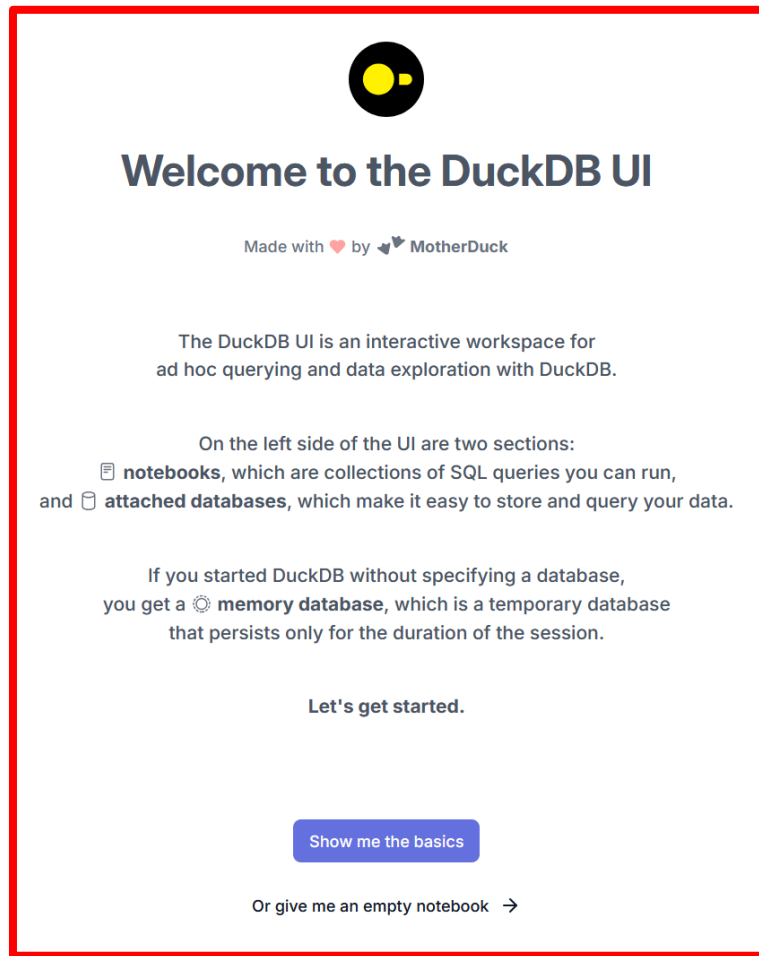 Welcome to the DuckDB UI
Made with by MotherDuck
The DuckDB UI is an interactive workspace for
ad hoc querying and data exploration with DuckDB.
On the left side of the UI are two sections:
notebooks, which are collections of SQL queries you can run,
and attached databases, which make it easy to store and query your data.
If you started DuckDB without specifying a database,
you get a memory database, which is a temporary database
that persists only for the duration of the session.
Let's get started.
Show me the basics
Or give me an empty notebook →